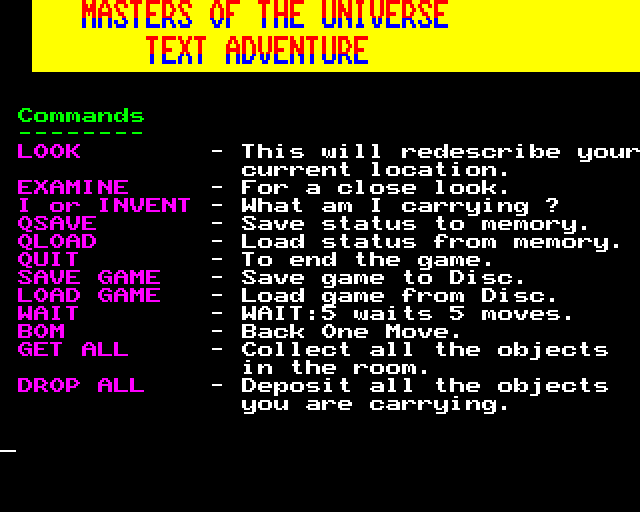 MASTERS OF THE UNIVERSE
TEXT ADVENTURE
Commands
--------
LOOK - This will redescribe your
current location.
EXAMINE - For a close look.
I or INVENT - What am I carrying ?
QSAVE - Save status to memory.
QLOAD - Load status from memory.
QUIT - To end the game.
SAVE GAME - Save game to Disc.
LOAD GAME - Load game from Disc.
WAIT - WAIT:5 waits 5 moves.
BOM - Back One Move.
GET ALL - Collect all the objects
in the room.
DROP ALL - Deposit all the objects
you are carrying.